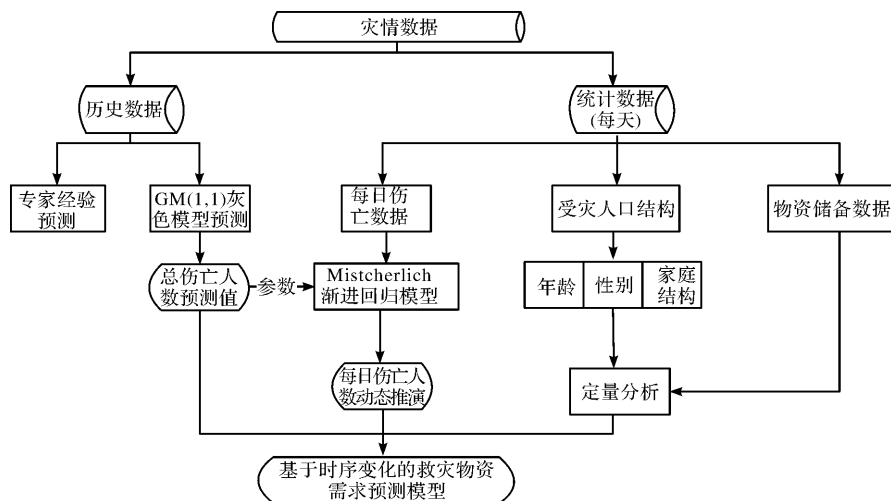 灾情数据
历史数据
统计数据
(每天)
专家经验
预测
GM(1,1)灰
色模型预测
每日伤
亡数据
受灾人口结构
物资储备数据
总伤亡人
数预测值
参数
Mistcherlich
渐进回归模型
年龄
性别
家庭
结构
每日伤亡人
数动态推演
定量分析
基于时序变化的救灾物资
需求预测模型